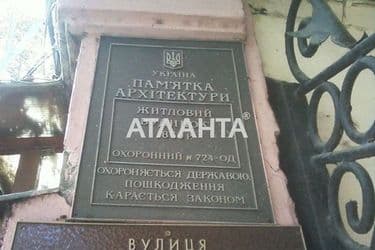 УКРАЇНА
ПАМ'ЯТКА
АРХІТЕКТУРИ
ЖИТЛОВИЙ
АТЛАНТА®
ОХОРОННИЙ № 724-ОД
ОХОРОНЯЄТЬСЯ ДЕРЖАВОЮ,
ПОШКОДЖЕННЯ
КАРАЄТЬСЯ ЗАКОНОМ
ВУЛИЦЯ